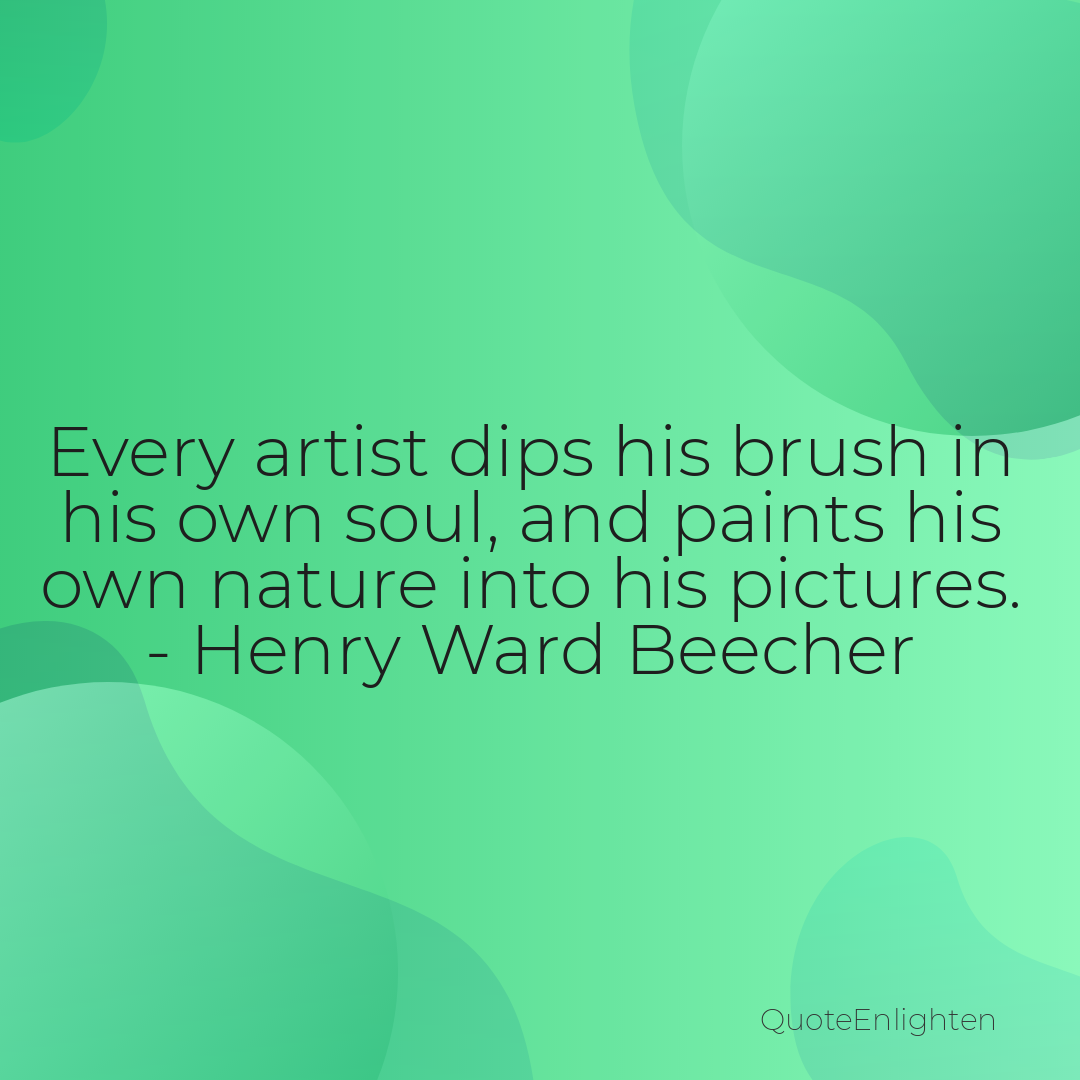 Every artist dips his brush in
his own soul, and paints his
own nature into his pictures.
- Henry Ward Beecher
QuoteEnlighten